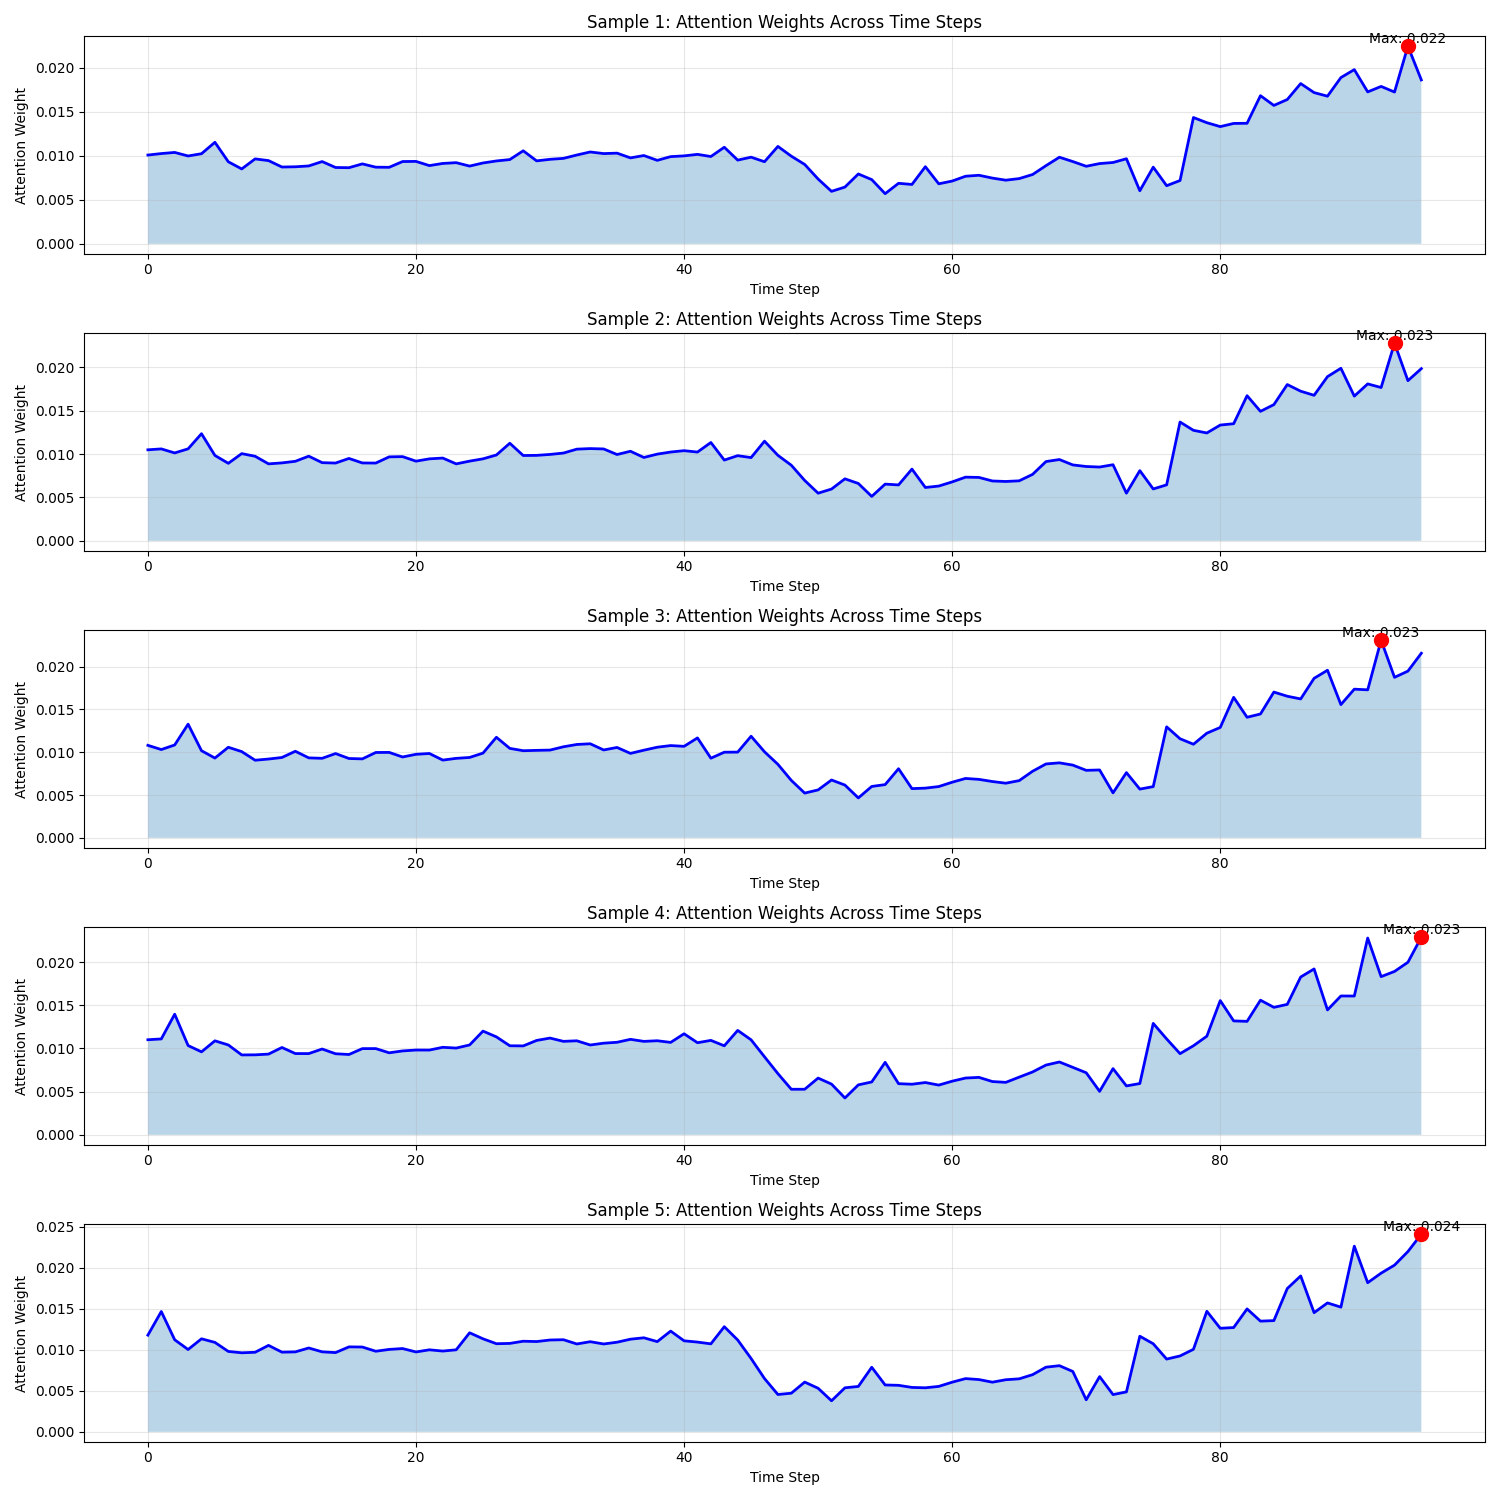 Sample 1: Attention Weights Across Time Steps
Max: 0.022
0.020
0.015
0.010
0.005
0.000
Attention Weight
0 20 40 60 80
Time Step
Sample 2: Attention Weights Across Time Steps
Max: 0.023
0.020
0.015
0.010
0.005
0.000
Attention Weight
0 20 40 60 80
Time Step
Sample 3: Attention Weights Across Time Steps
Max: 0.023
0.020
0.015
0.010
0.005
0.000
Attention Weight
0 20 40 60 80
Time Step
Sample 4: Attention Weights Across Time Steps
Max: 0.023
0.020
0.015
0.010
0.005
0.000
Attention Weight
0 20 40 60 80
Time Step
Sample 5: Attention Weights Across Time Steps
Max: 0.024
0.025
0.020
0.015
0.010
0.005
0.000
Attention Weight
0 20 40 60 80
Time Step